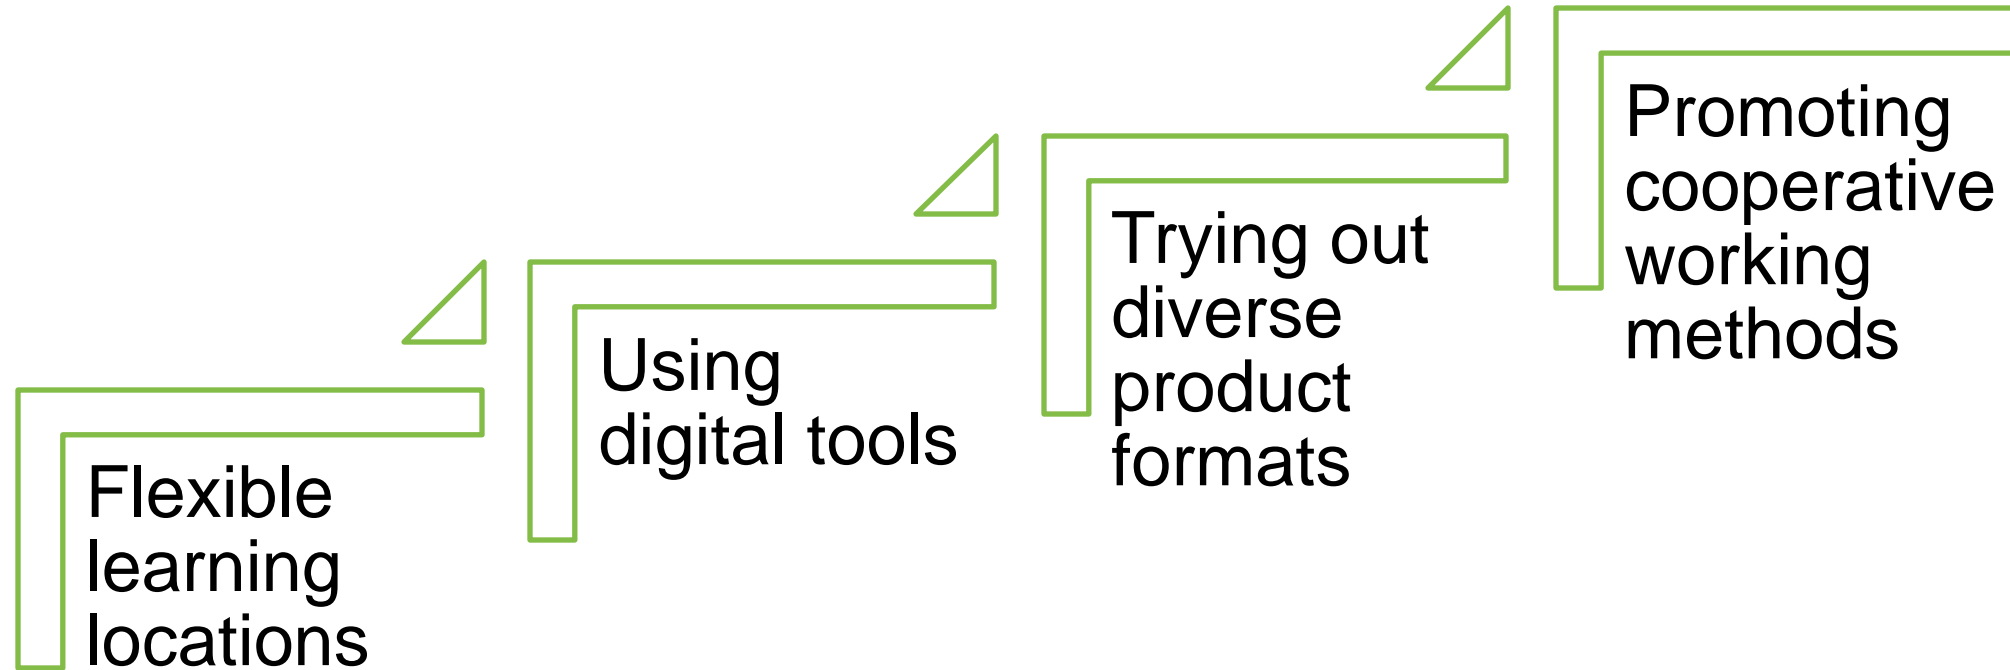 Flexible
learning
locations
Using
digital tools
Trying out
diverse
product
formats
Promoting
cooperative
working
methods